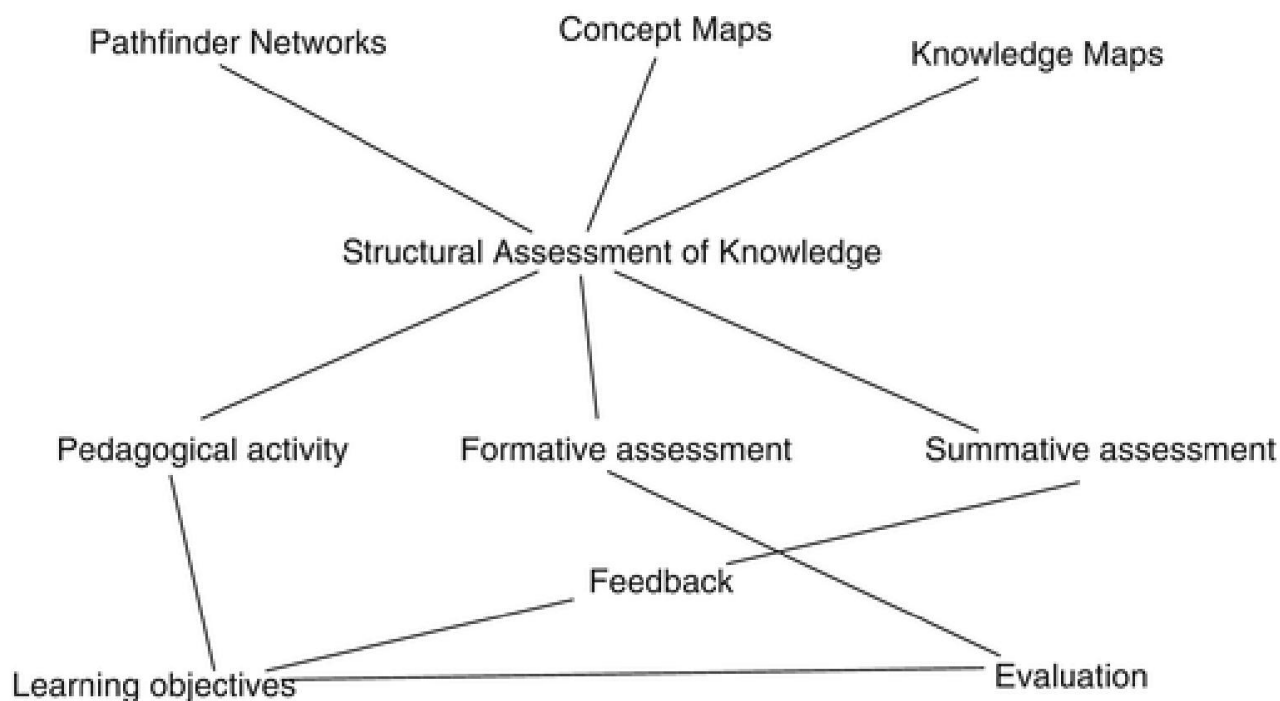 Pathfinder Networks
Concept Maps
Knowledge Maps
Structural Assessment of Knowledge
Pedagogical activity
Formative assessment
Summative assessment
Feedback
Learning objectives
Evaluation